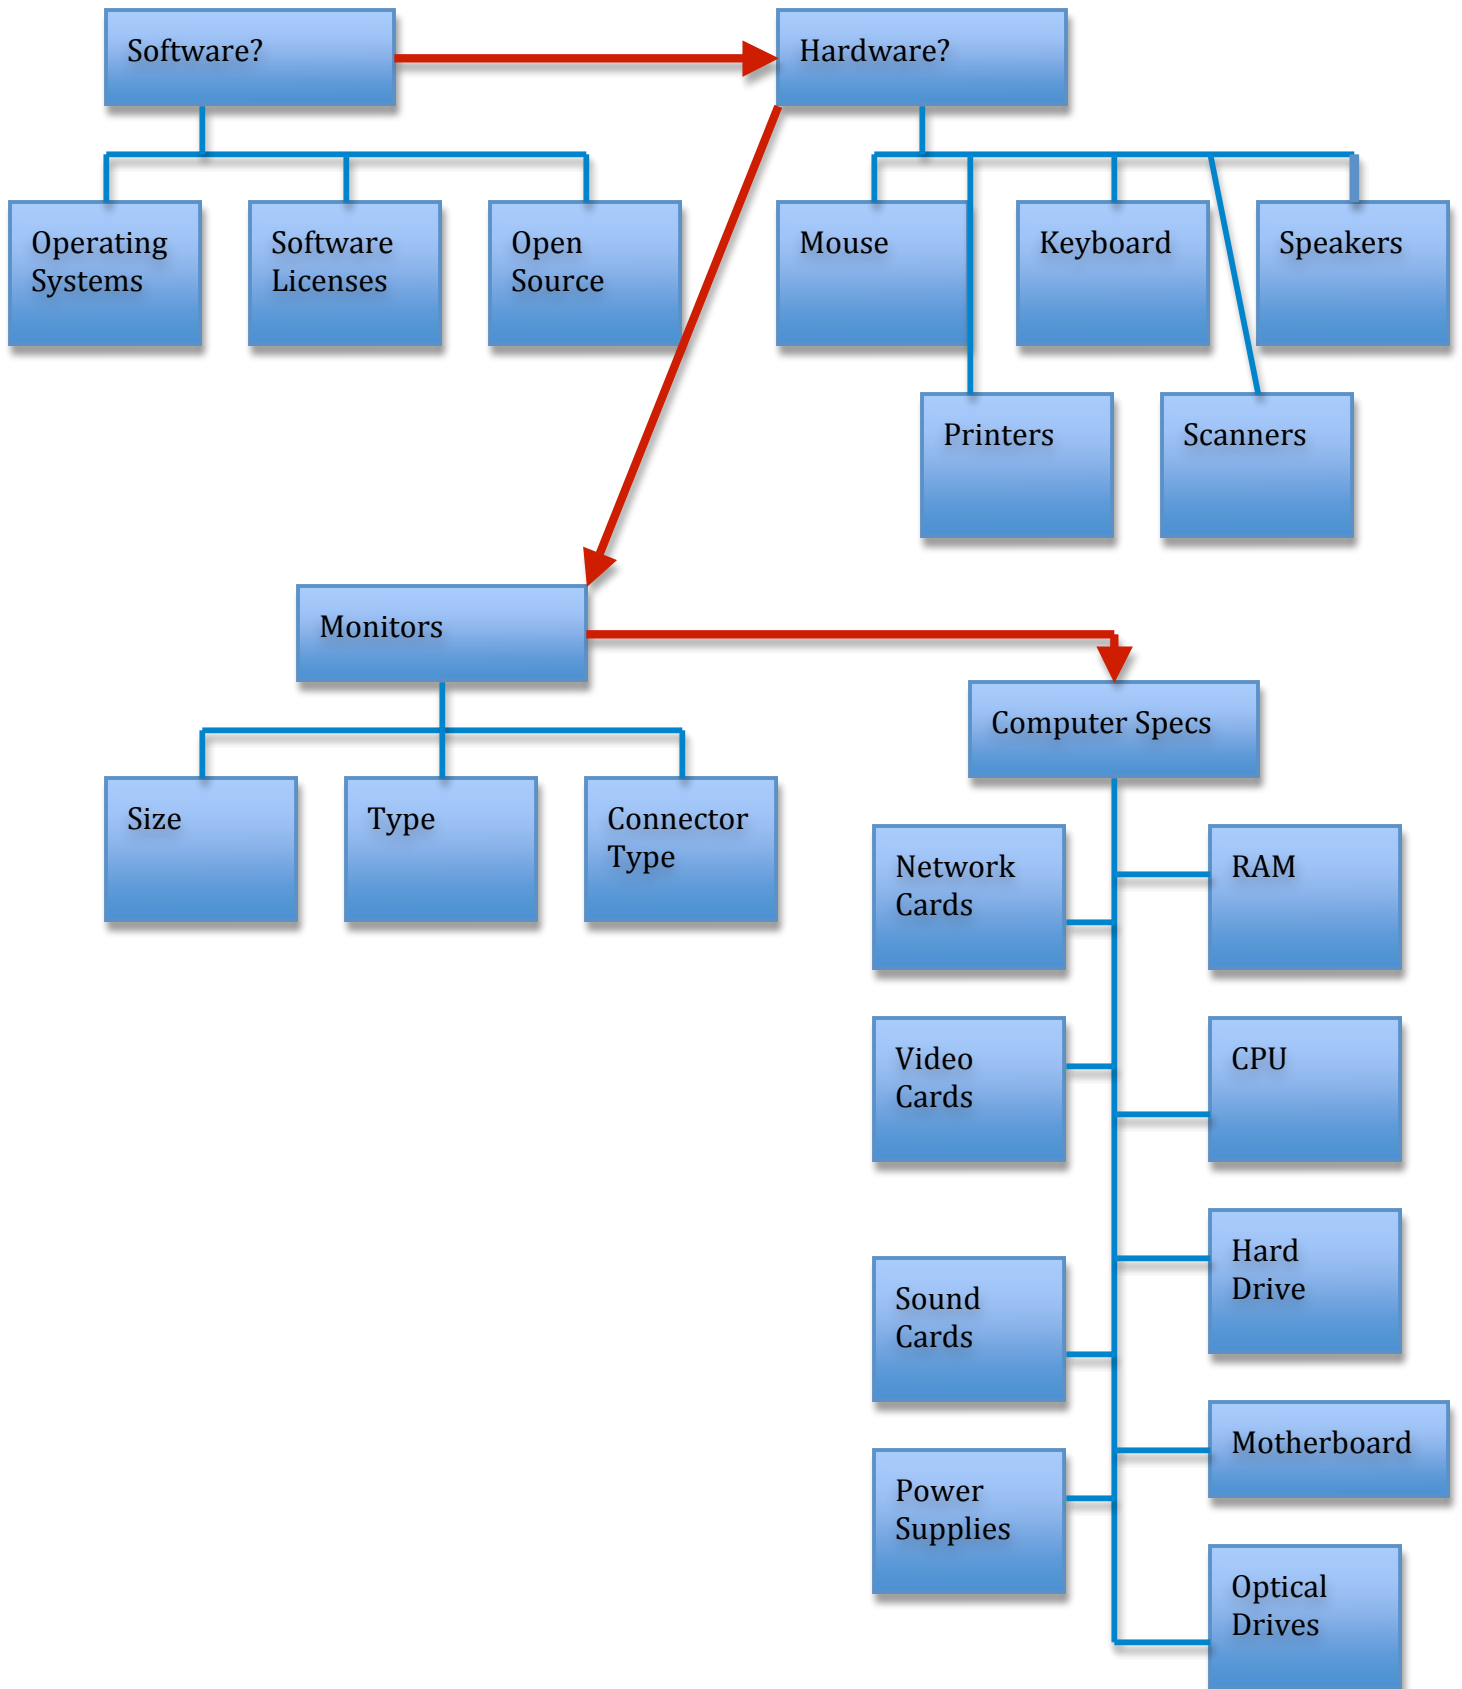 Software?
Hardware?
Operating
Systems
Software
Licenses
Open
Source
Mouse
Keyboard
Speakers
Printers
Scanners
Monitors
Computer Specs
Size
Type
Connector
Type
Network
Cards
RAM
Video
Cards
CPU
Hard
Drive
Sound
Cards
Motherboard
Power
Supplies
Optical
Drives